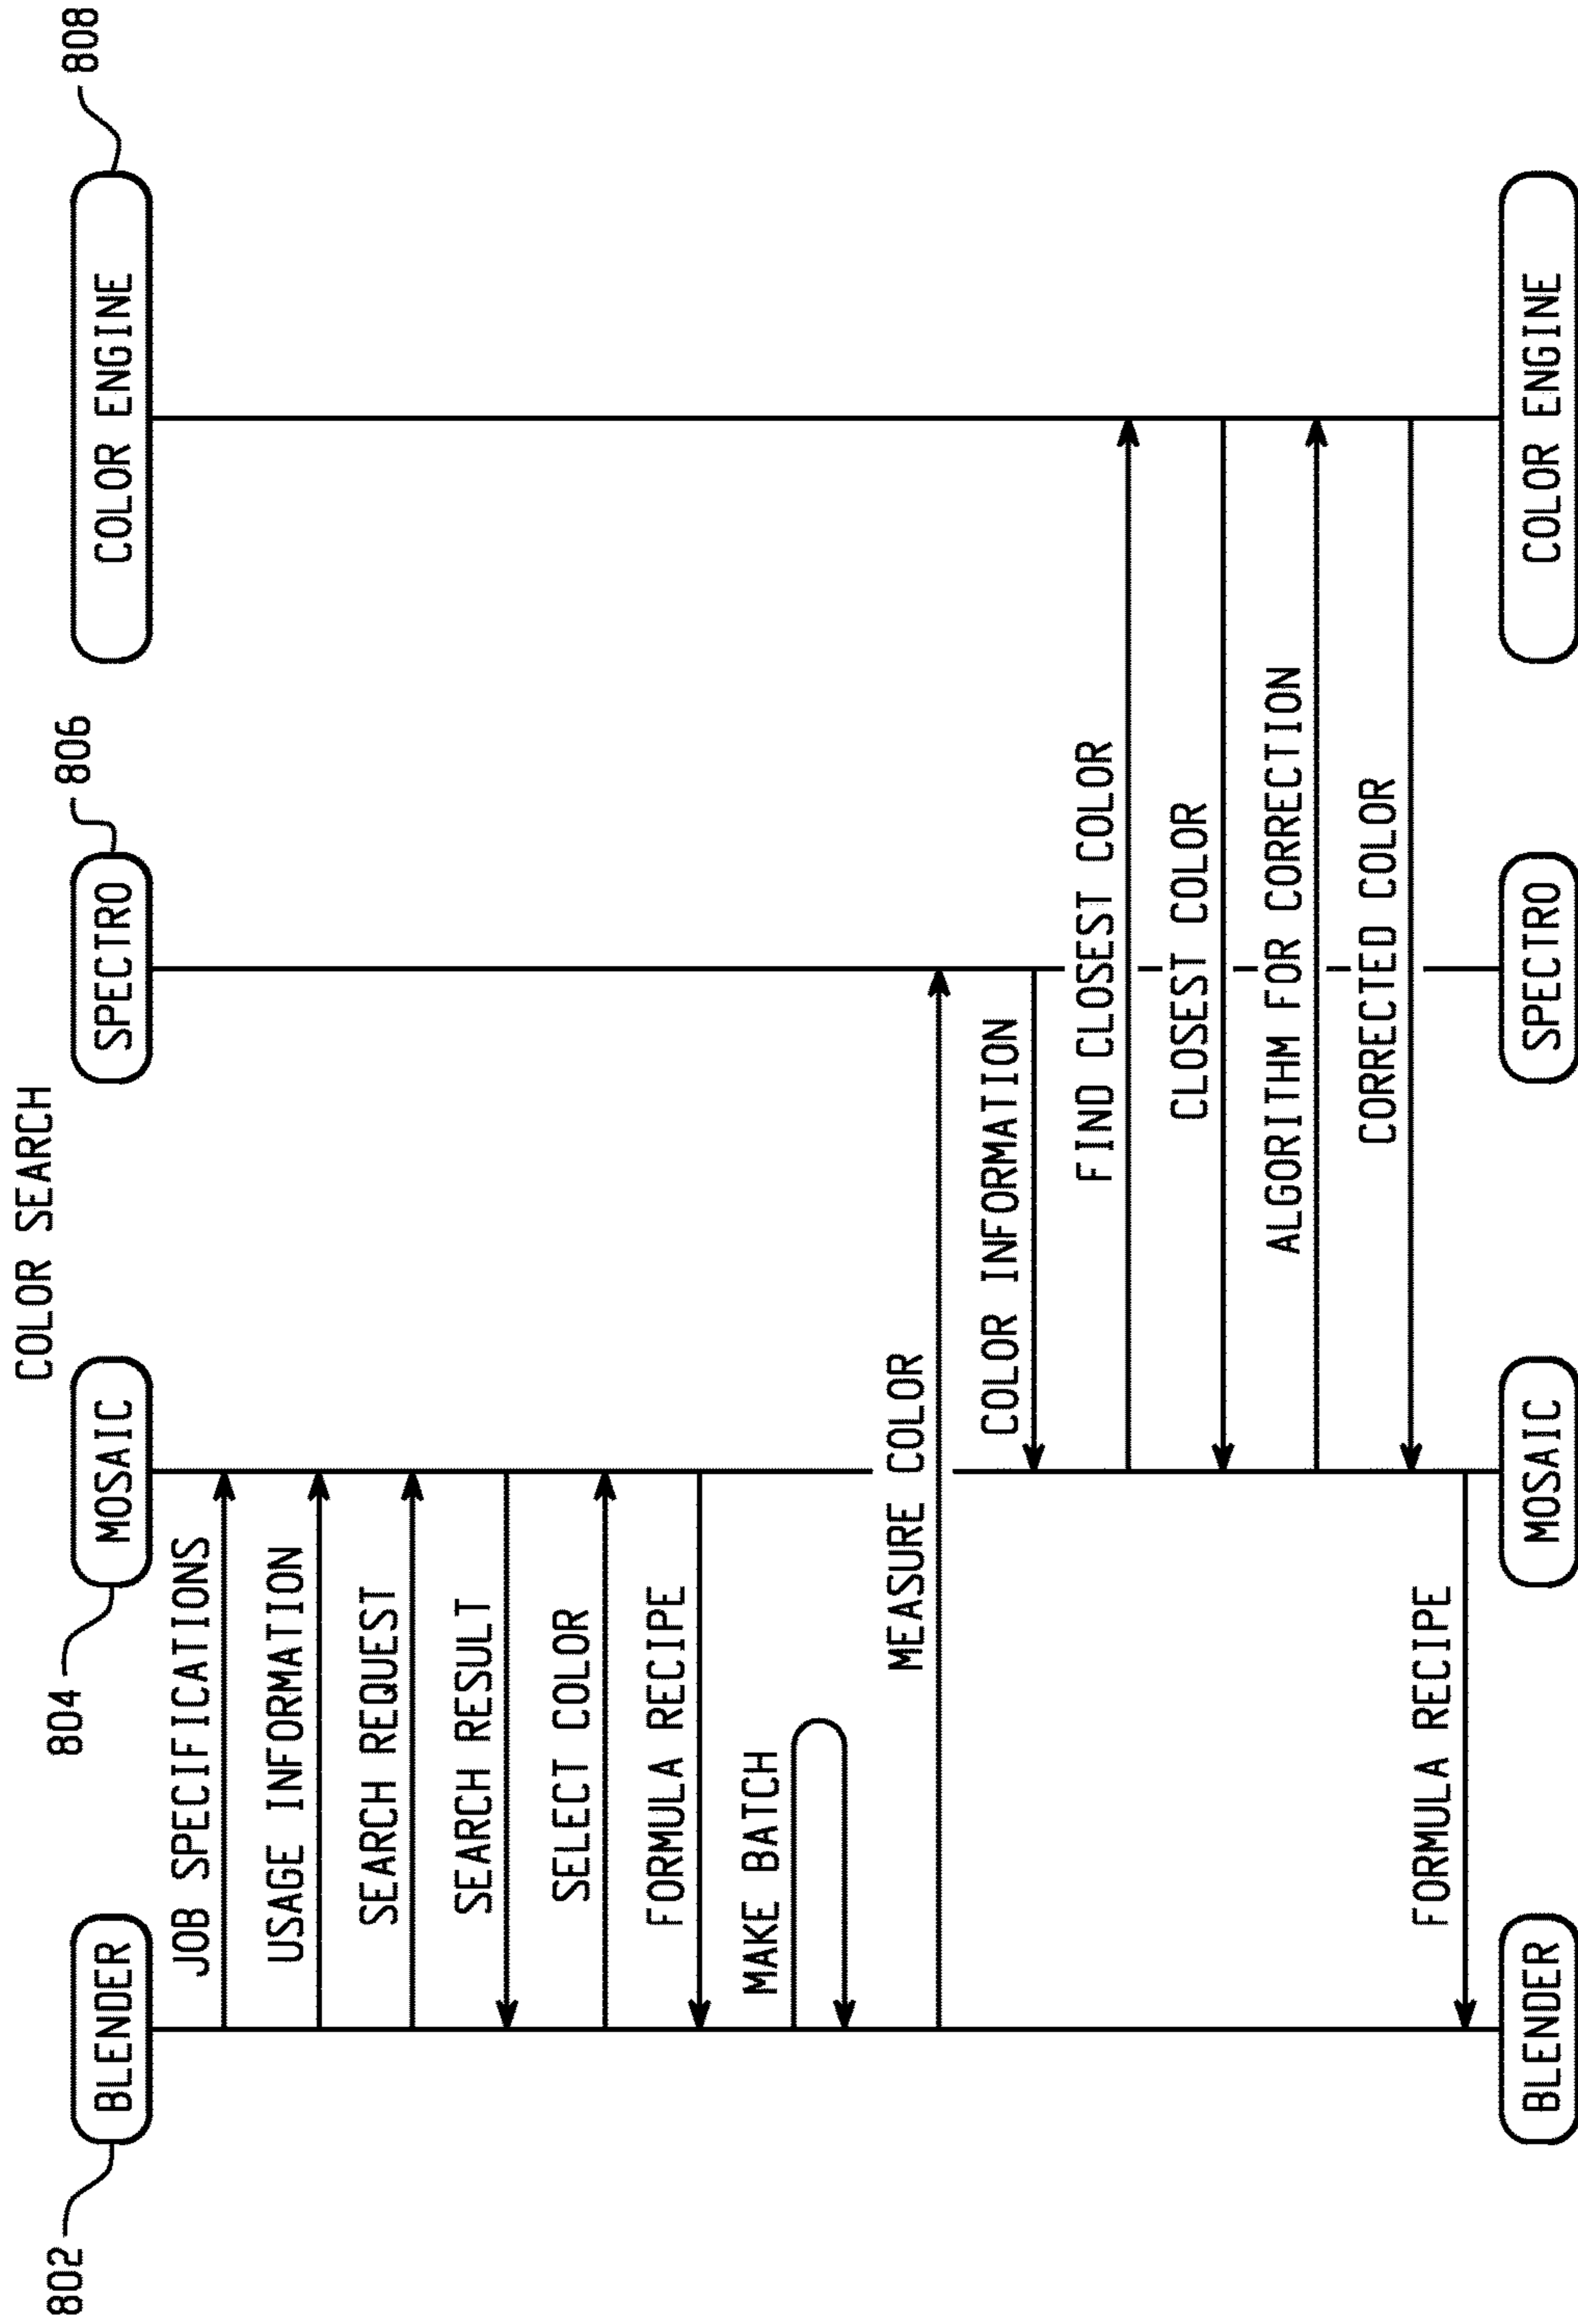 COLOR SEARCH
802
804
806
808
BLENDER
MOSAIC
SPECTRO
COLOR ENGINE
JOB SPECIFICATIONS
USAGE INFORMATION
SEARCH REQUEST
SEARCH RESULT
SELECT COLOR
FORMULA RECIPE
MAKE BATCH
MEASURE COLOR
COLOR INFORMATION
FIND CLOSEST COLOR
CLOSEST COLOR
ALGORITHM FOR CORRECTION
CORRECTED COLOR
FORMULA RECIPE
BLENDER
MOSAIC
SPECTRO
COLOR ENGINE